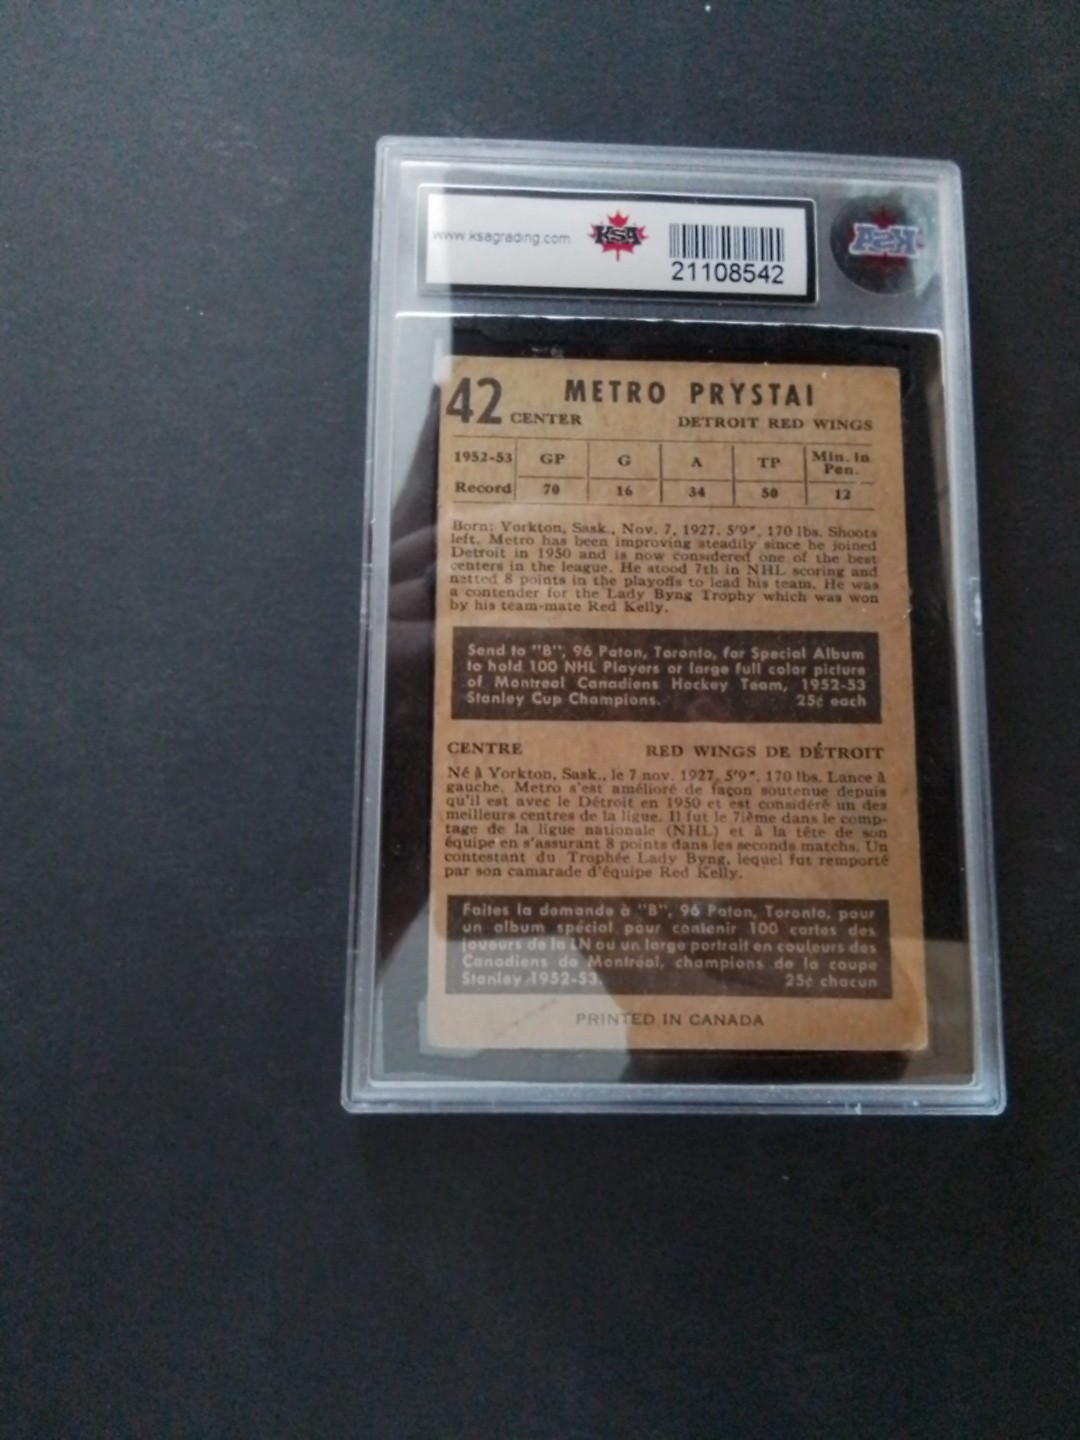 www.ksagrading.com
KSA
21108542
KSA
42
METRO PRYSTAI
CENTER DETROIT RED WINGS
1952-53 GP G A TP Min. in Pen.
Record 70 16 34 50 12
Born: Yorkton, Sask., Nov. 7, 1927. 5'9", 170 lbs. Shoots
left. Metro has been improving steadily since he joined
Detroit in 1950 and is now considered one of the best
centers in the league. He stood 7th in NHL scoring and
netted 8 points in the playoffs to lead his team. He was
a contender for the Lady Byng Trophy which was won
by his team-mate Red Kelly.
Send to "B", 96 Paton, Toronto, for Special Album
to hold 100 NHL Players or large full color picture
of Montreal Canadiens Hockey Team, 1952-53
Stanley Cup Champions. 25¢ each
CENTRE RED WINGS DE DÉTROIT
Né à Yorkton, Sask., le 7 nov. 1927, 5'9", 170 lbs. Lance à
gauche. Metro s'est amélioré de façon soutenue depuis
qu'il est avec le Détroit en 1950 et est considéré un des
meilleurs centres de la ligue. Il fut le 7ième dans le comp-
tage de la ligue nationale (NHL) et à la tête de son
équipe en s'assurant 8 points dans les seconds matchs. Un
contestant du Trophée Lady Byng, lequel fut remporté
par son camarade d'équipe Red Kelly.
Faites la demande à "B", 96 Paton, Toronto, pour
un album spécial pour contenir 100 cartes des
joueurs de la LN ou un large portrait en couleurs des
Canadiens de Montréal, champions de la coupe
Stanley 1952-53. 25¢ chacun
PRINTED IN CANADA